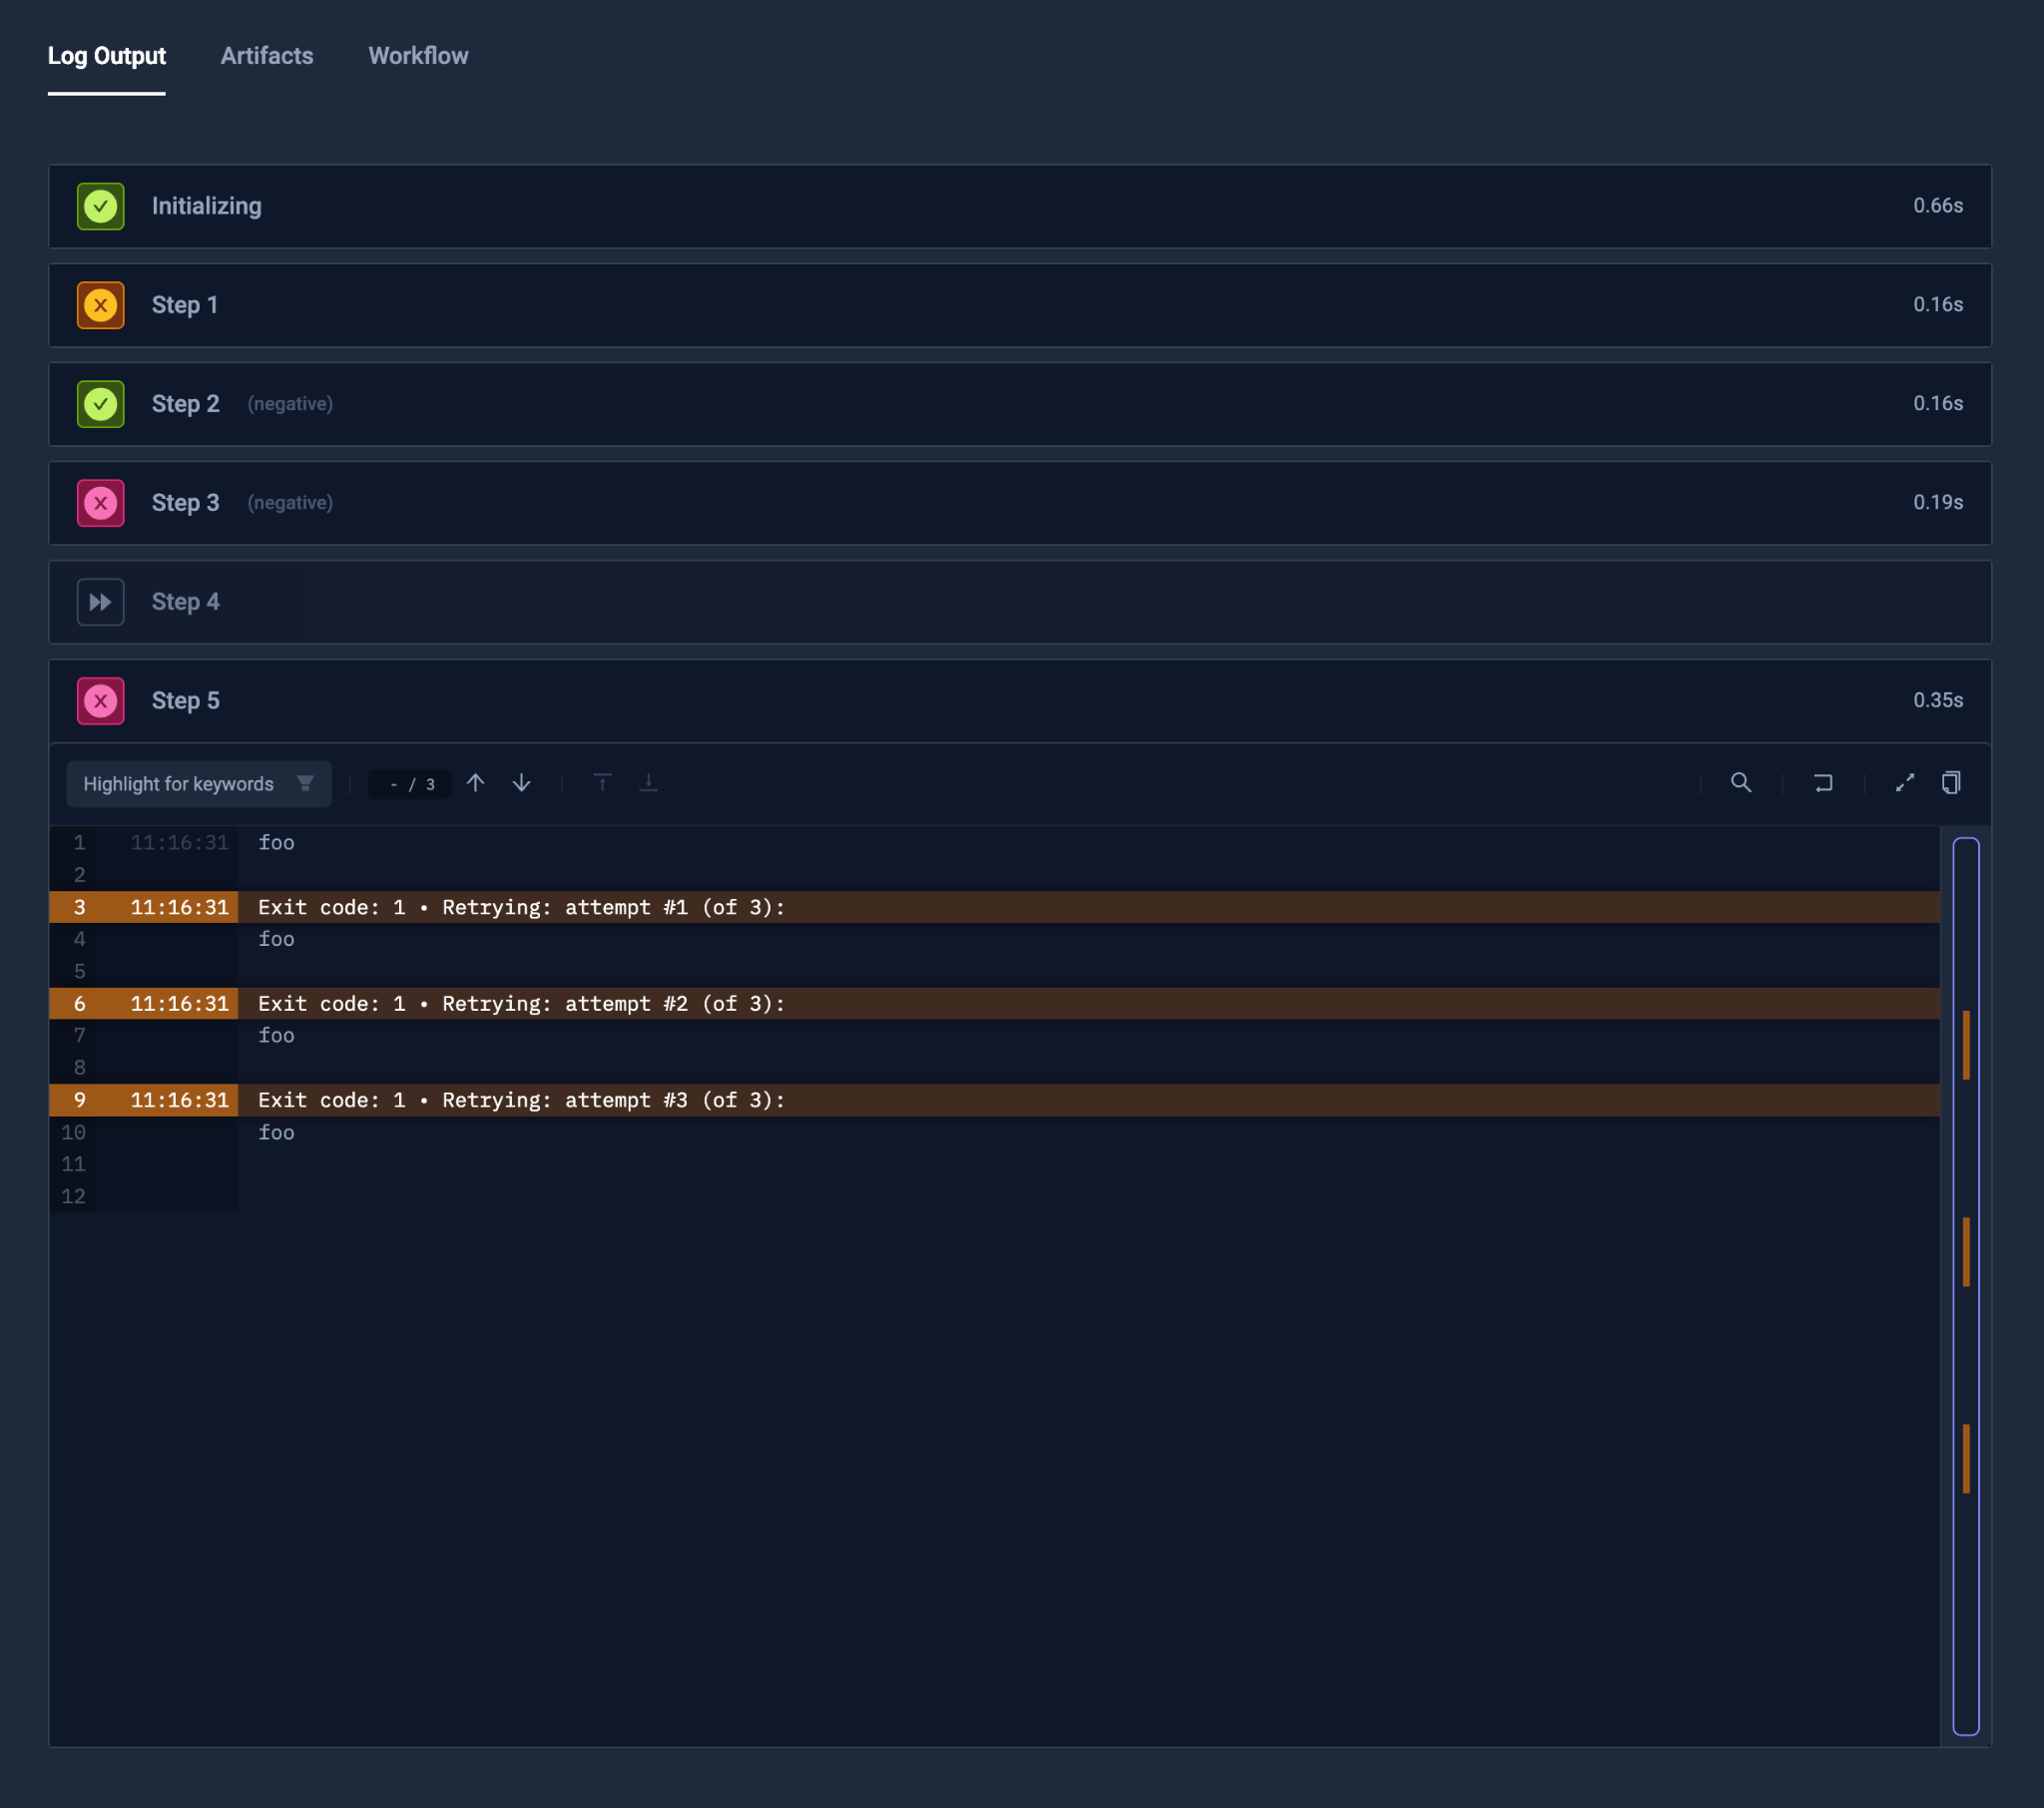 Log Output Artifacts Workflow
Initializing 0.66s
Step 1 0.16s
Step 2 (negative) 0.16s
Step 3 (negative) 0.19s
Step 4
Step 5 0.35s
Highlight for keywords - / 3
1 11:16:31 foo
2
3 11:16:31 Exit code: 1 • Retrying: attempt #1 (of 3):
4 foo
5
6 11:16:31 Exit code: 1 • Retrying: attempt #2 (of 3):
7 foo
8
9 11:16:31 Exit code: 1 • Retrying: attempt #3 (of 3):
10 foo
11
12